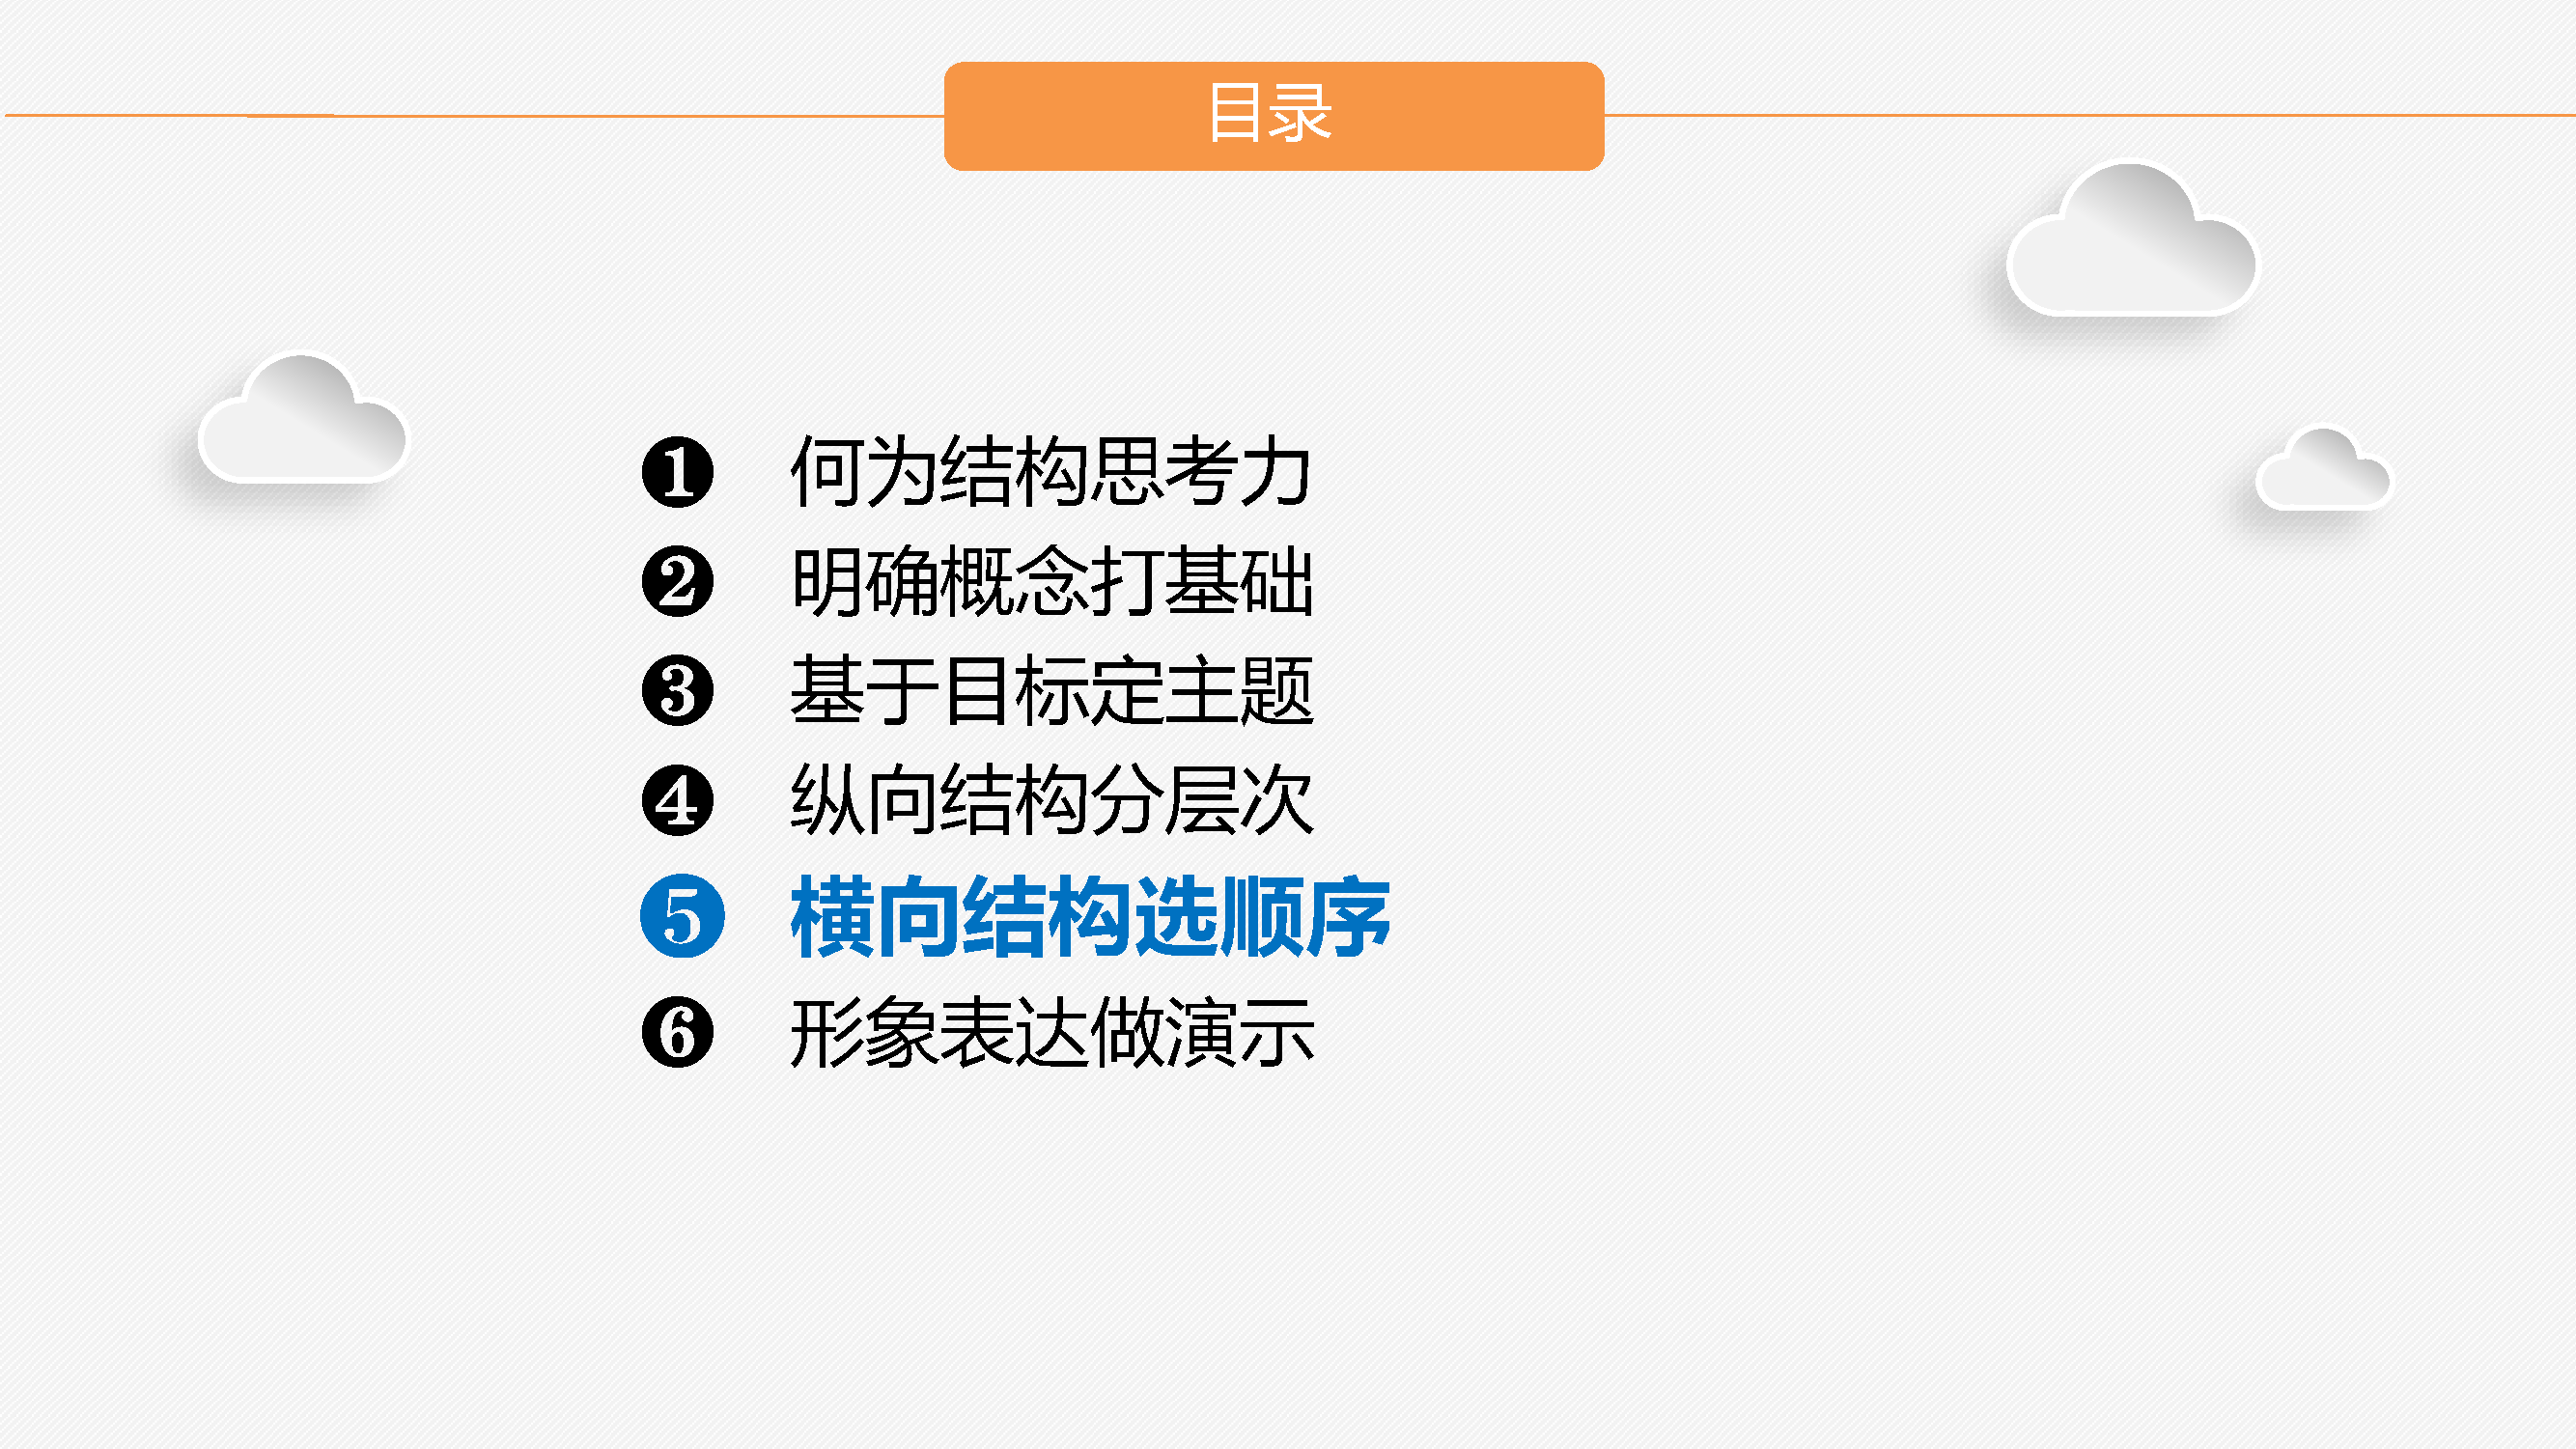 目录
❶ 何为结构思考力
❷ 明确概念打基础
❸ 基于目标定主题
❹ 纵向结构分层次
❺ 横向结构选顺序
❻ 形象表达做演示